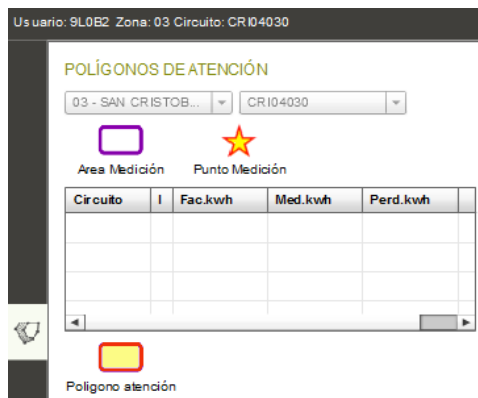 Usuario: 9L0B2 Zona: 03 Circuito: CRI04030
POLÍGONOS DE ATENCIÓN
03 - SAN CRISTOB... CRI04030
Area Medición Punto Medición
Circuito I Fac.kwh Med.kwh Perd.kwh
Poligono atención